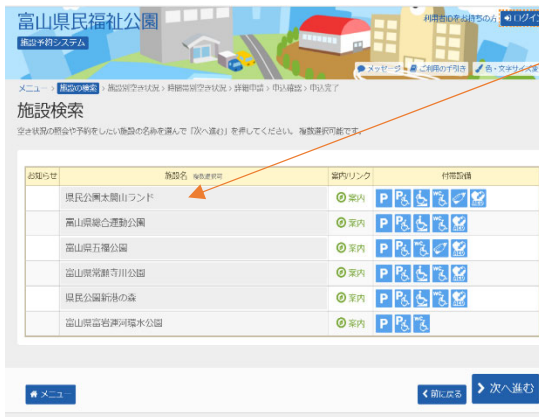 富山県民福祉公園
施設予約システム
利用者IDをお持ちの方 ログイン
メッセージ ご利用の手引き 色・文字サイズ変
メニュー > 施設の検索 > 施設別空き状況 > 時間帯別空き状況 > 詳細申請 > 申込確認 > 申込完了
施設検索
空き状況の照会や予約をしたい施設の名称を選んで「次へ進む」を押してください。 複数選択可能です。
お知らせ 施設名 複数選択可 案内/リンク 付帯設備
県民公園太閤山ランド 案内
富山県総合運動公園 案内
富山県五福公園 案内
富山県常願寺川公園 案内
県民公園新港の森 案内
富山県富岩運河環水公園 案内
メニュー 前に戻る 次へ進む